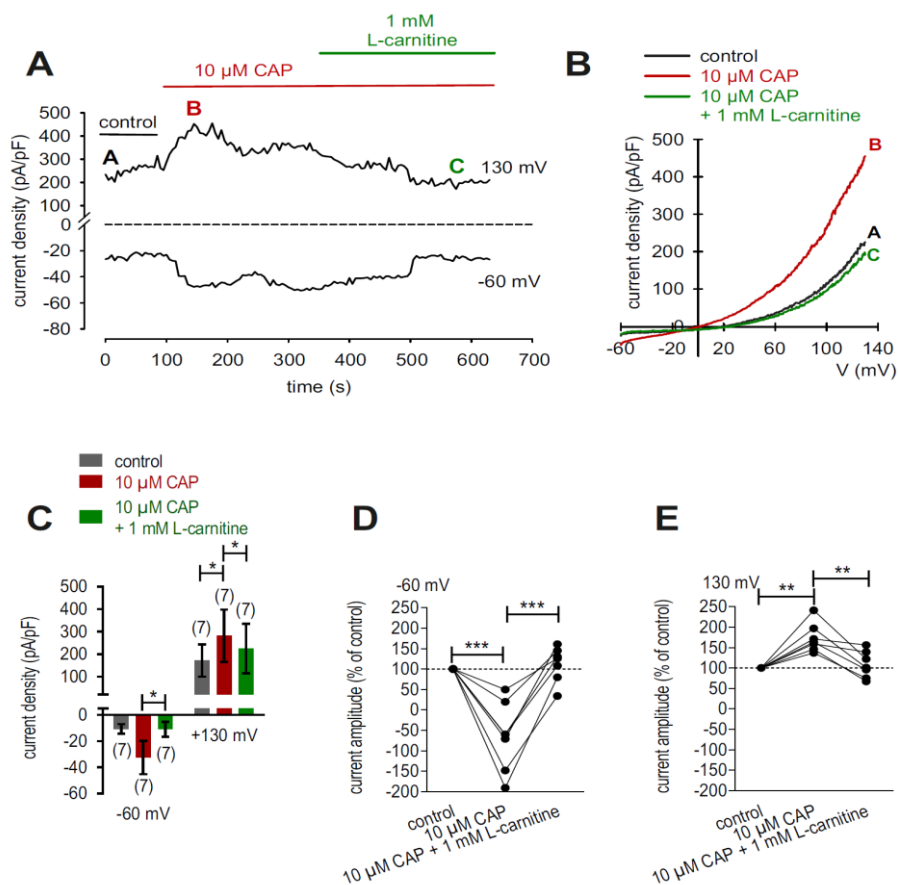 1 mM
L-carnitine
A
10 µM CAP
control
B
A
C
130 mV
-60 mV
current density (pA/pF)
500
400
300
200
100
0
-20
-40
-60
-80
0 100 200 300 400 500 600 700
time (s)
B
control
10 µM CAP
10 µM CAP
+ 1 mM L-carnitine
current density (pA/pF)
500
400
300
200
100
0
B
A
C
-60 -20 20 60 100 140
V (mV)
C
control
10 µM CAP
10 µM CAP
+ 1 mM L-carnitine
current density (pA/pF)
500
400
300
200
100
0
-20
-40
-60
* *
(7) (7) (7)
*
(7) (7) (7)
+130 mV
-60 mV
D
-60 mV
current amplitude (% of control)
250
200
150
100
50
0
-50
-100
-150
-200
*** ***
control
10 µM CAP
10 µM CAP + 1 mM L-carnitine
E
130 mV
current amplitude (% of control)
250
200
150
100
50
0
-50
-100
-150
-200
** **
control
10 µM CAP
10 µM CAP + 1 mM L-carnitine